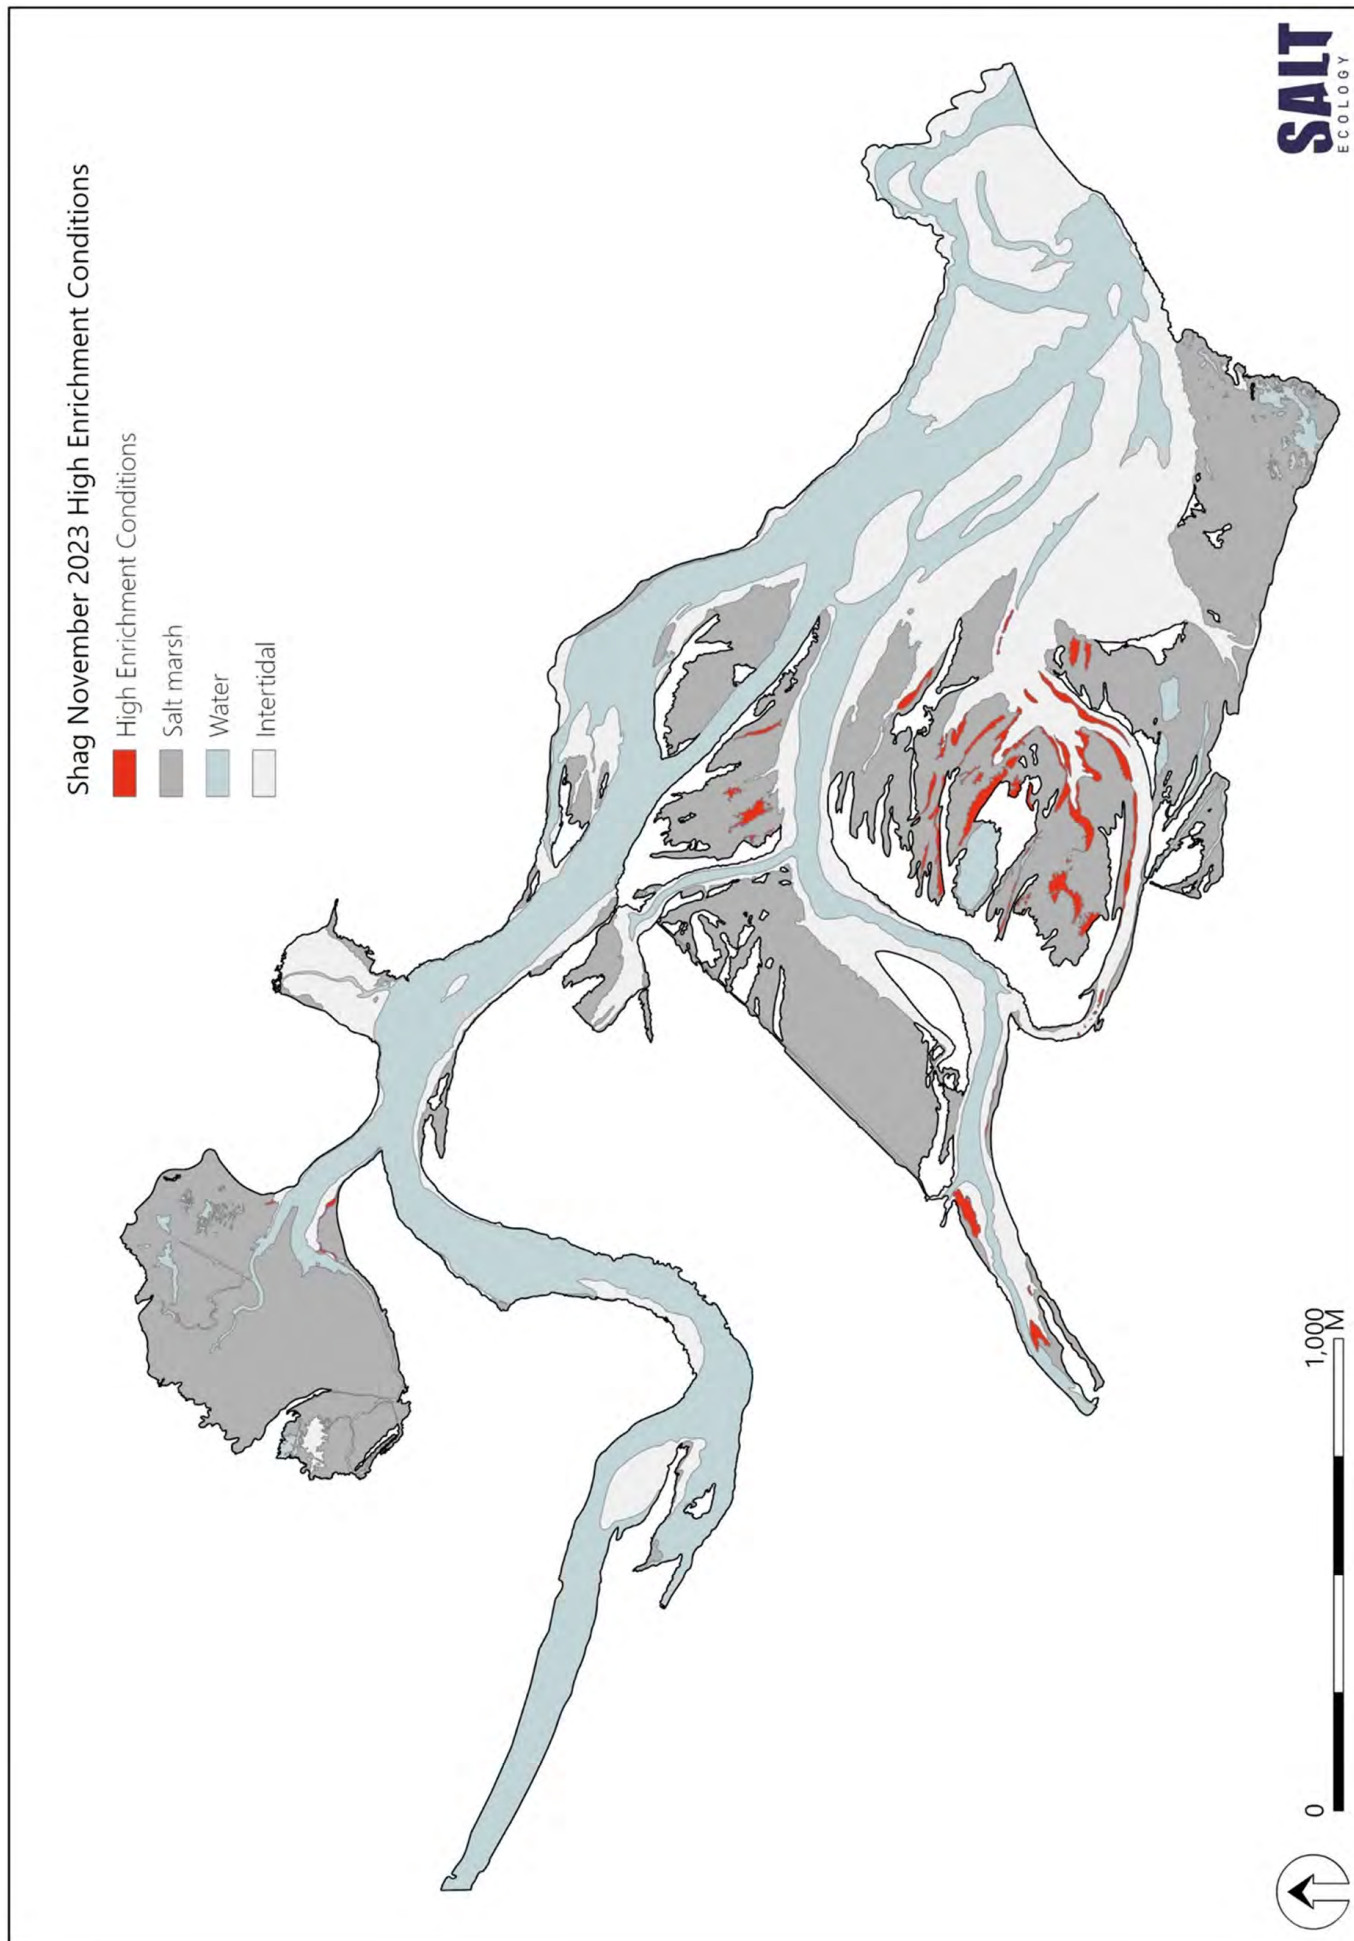 Shag November 2023 High Enrichment Conditions
High Enrichment Conditions
Salt marsh
Water
Intertidal
0
1,000
M
SALT
ECOLOGY